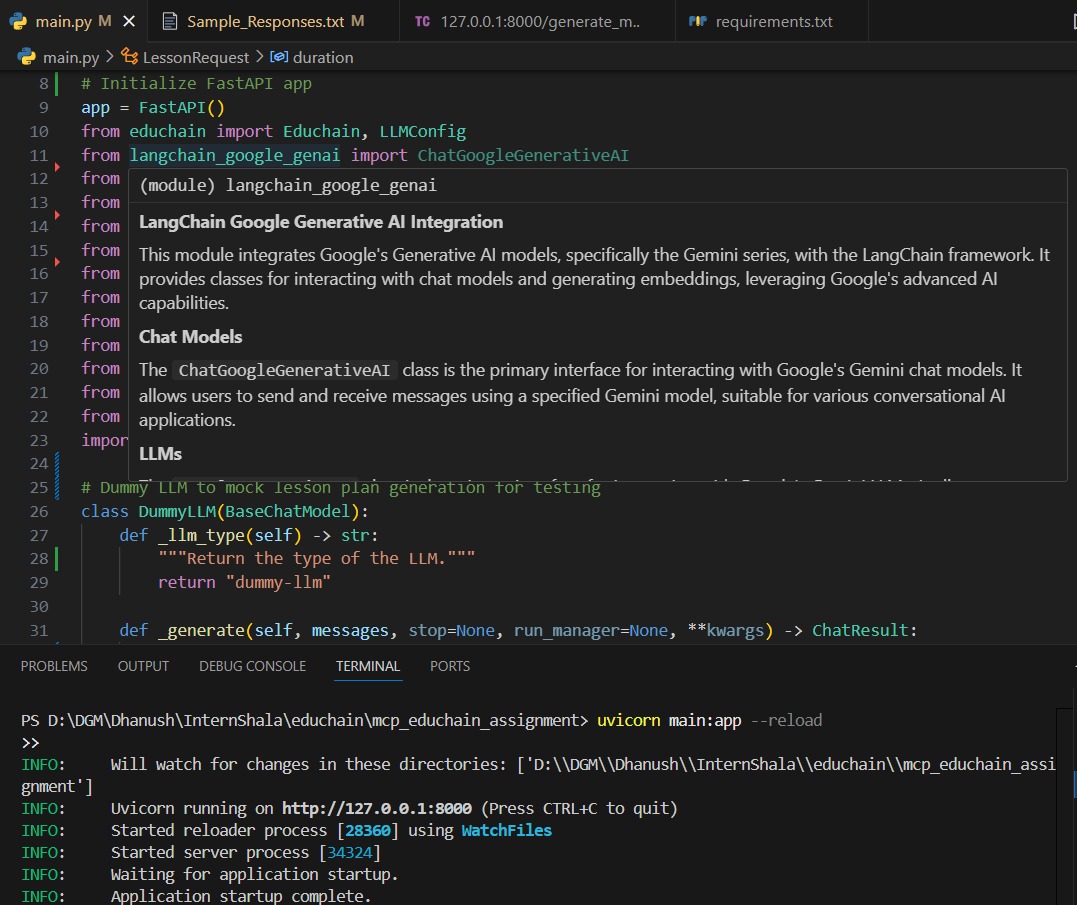 main.py M
Sample_Responses.txt M
TC 127.0.0.1:8000/generate_m..
requirements.txt
main.py > LessonRequest > duration
8 # Initialize FastAPI app
9 app = FastAPI()
10 from educhain import Educhain, LLMConfig
11 from langchain_google_genai import ChatGoogleGenerativeAI
12 from
13 from
14 from
15 from
16 from
17 from
18 from
19 from
20 from
21 from
22 from
23 impor
(module) langchain_google_genai
LangChain Google Generative AI Integration
This module integrates Google's Generative AI models, specifically the Gemini series, with the LangChain framework. It
provides classes for interacting with chat models and generating embeddings, leveraging Google's advanced AI
capabilities.
Chat Models
The ChatGoogleGenerativeAI class is the primary interface for interacting with Google's Gemini chat models. It
allows users to send and receive messages using a specified Gemini model, suitable for various conversational AI
applications.
LLMs
24
25 # Dummy LLM to mock lesson plan generation for testing
26 class DummyLLM(BaseChatModel):
27 def _llm_type(self) -> str:
28 """Return the type of the LLM."""
29 return "dummy-llm"
30
31 def _generate(self, messages, stop=None, run_manager=None, **kwargs) -> ChatResult:
PROBLEMS OUTPUT DEBUG CONSOLE TERMINAL PORTS
PS D:\DGM\Dhanush\InternShala\educhain\mcp_educhain_assignment> uvicorn main:app --reload
>>
INFO: Will watch for changes in these directories: ['D:\\DGM\\Dhanush\\InternShala\\educhain\\mcp_educhain_assi
gnment']
INFO: Uvicorn running on http://127.0.0.1:8000 (Press CTRL+C to quit)
INFO: Started reloader process [28360] using WatchFiles
INFO: Started server process [34324]
INFO: Waiting for application startup.
INFO: Application startup complete.